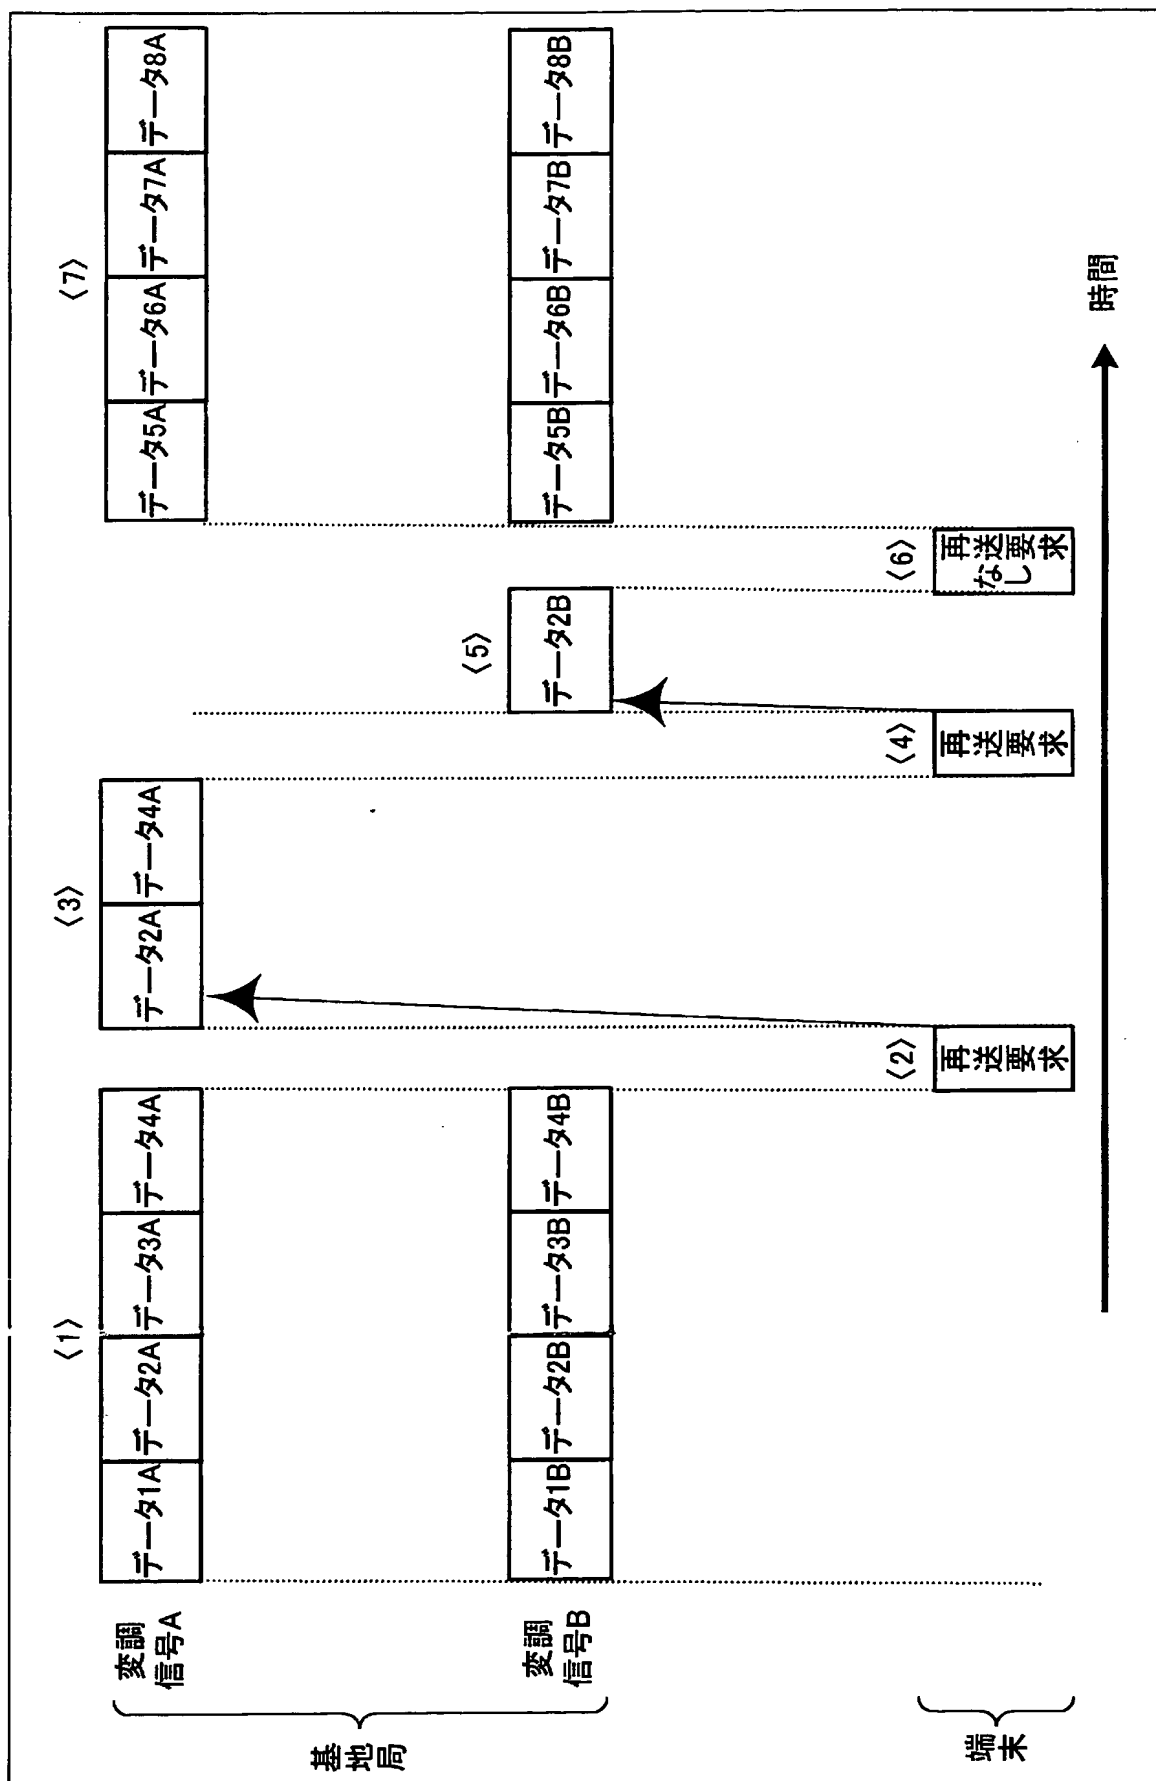 基地局
変調
信号A
〈1〉
データ1A データ2A データ3A データ4A
〈3〉
データ2A データ4A
〈7〉
データ5A データ6A データ7A データ8A
変調
信号B
データ1B データ2B データ3B データ4B
〈5〉
データ2B
データ5B データ6B データ7B データ8B
端末
〈2〉
再送要求
〈4〉
再送要求
〈6〉
再送要求
なし
時間